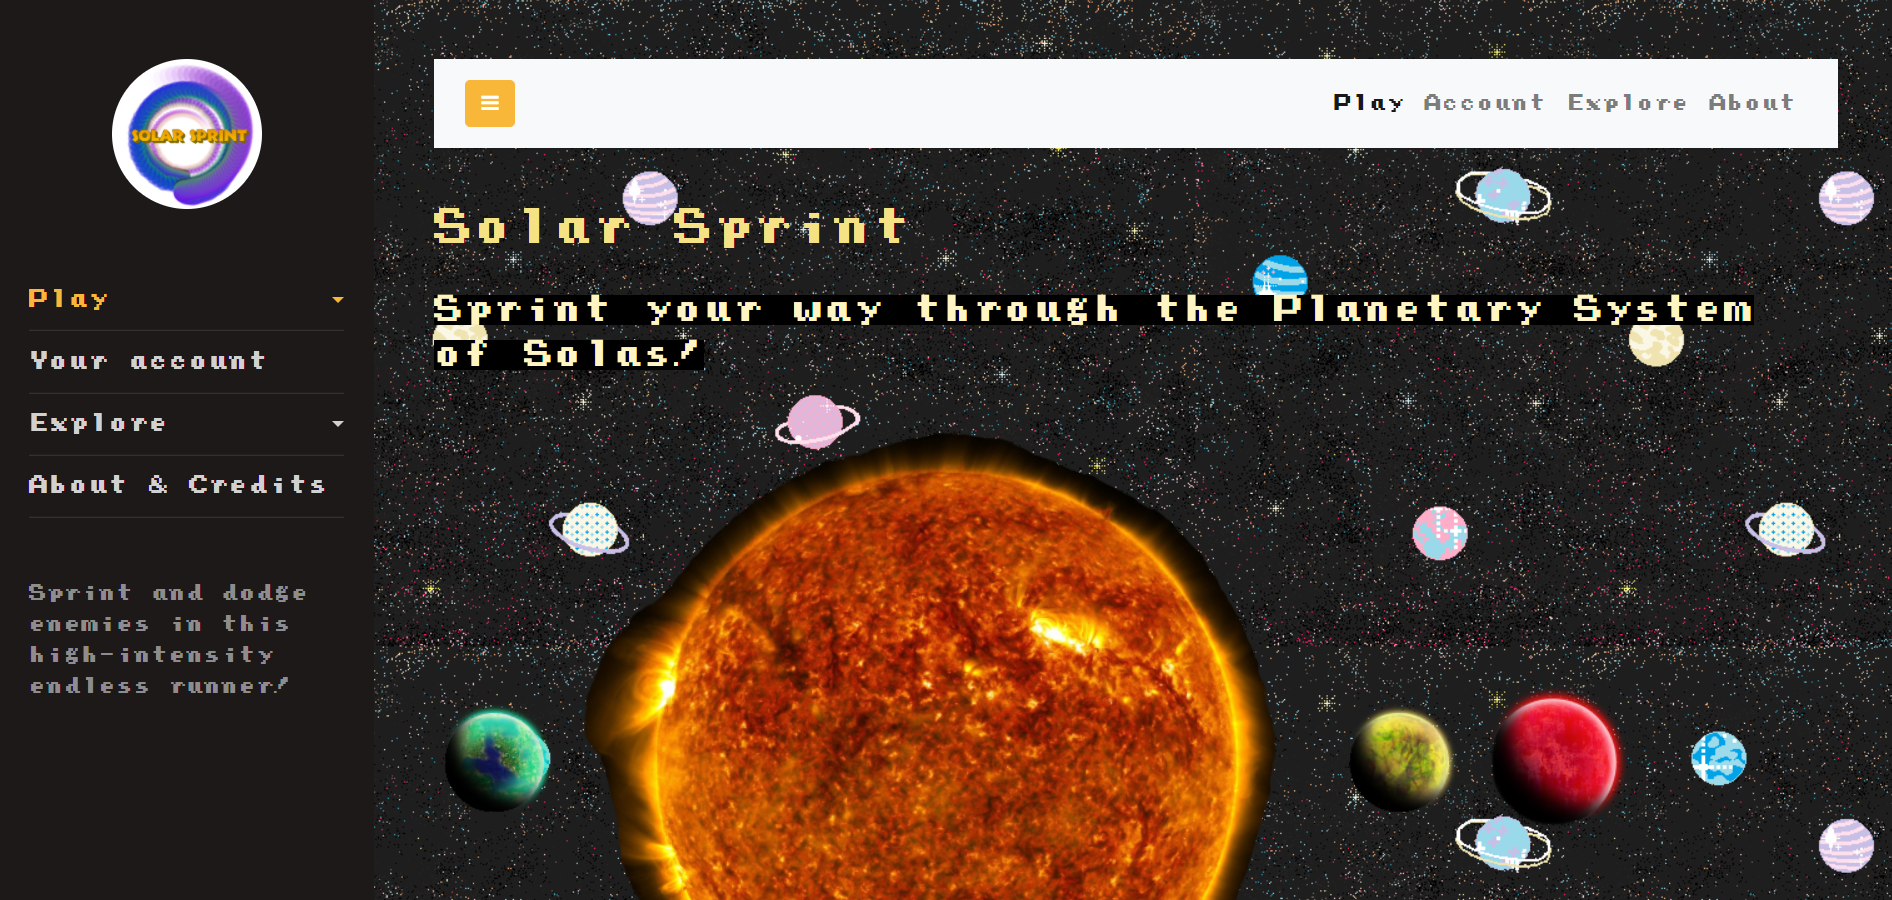 SOLAR SPRINT
Play
Your account
Explore
About & Credits
Sprint and dodge
enemies in this
high-intensity
endless runner!
Play Account Explore About
Solar Sprint
Sprint your way through the Planetary System
of Solas!